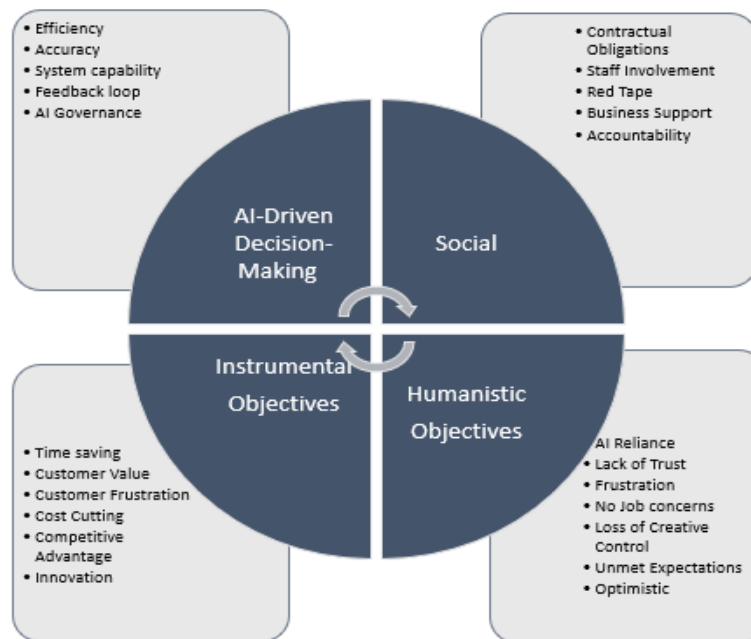 • Efficiency
• Accuracy
• System capability
• Feedback loop
• AI Governance
• Contractual
Obligations
• Staff Involvement
• Red Tape
• Business Support
• Accountability
AI-Driven
Decision-
Making
Social
Instrumental
Objectives
Humanistic
Objectives
• Time saving
• Customer Value
• Customer Frustration
• Cost Cutting
• Competitive
Advantage
• Innovation
AI Reliance
• Lack of Trust
• Frustration
• No Job concerns
• Loss of Creative
Control
• Unmet Expectations
• Optimistic